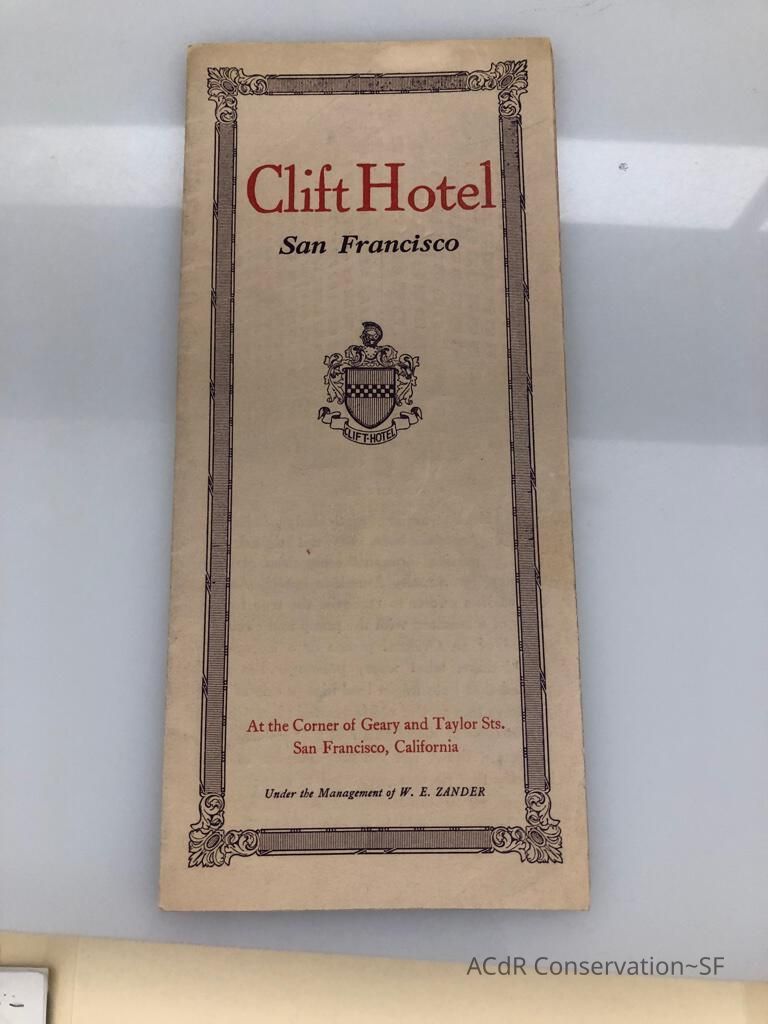 Clift Hotel
San Francisco
CLIFT-HOTEL
At the Corner of Geary and Taylor Sts.
San Francisco, California
Under the Management of W. E. ZANDER
ACdR Conservation~SF